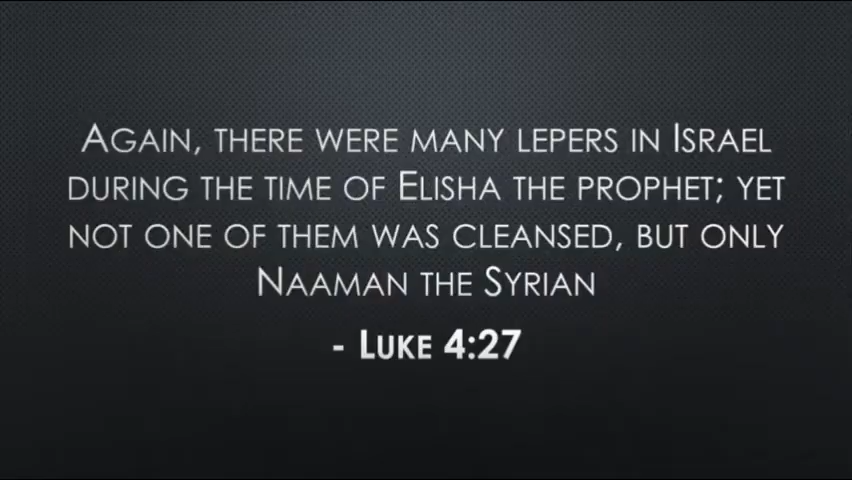 Again, there were many lepers in Israel
during the time of Elisha the prophet; yet
not one of them was cleansed, but only
Naaman the Syrian
- Luke 4:27